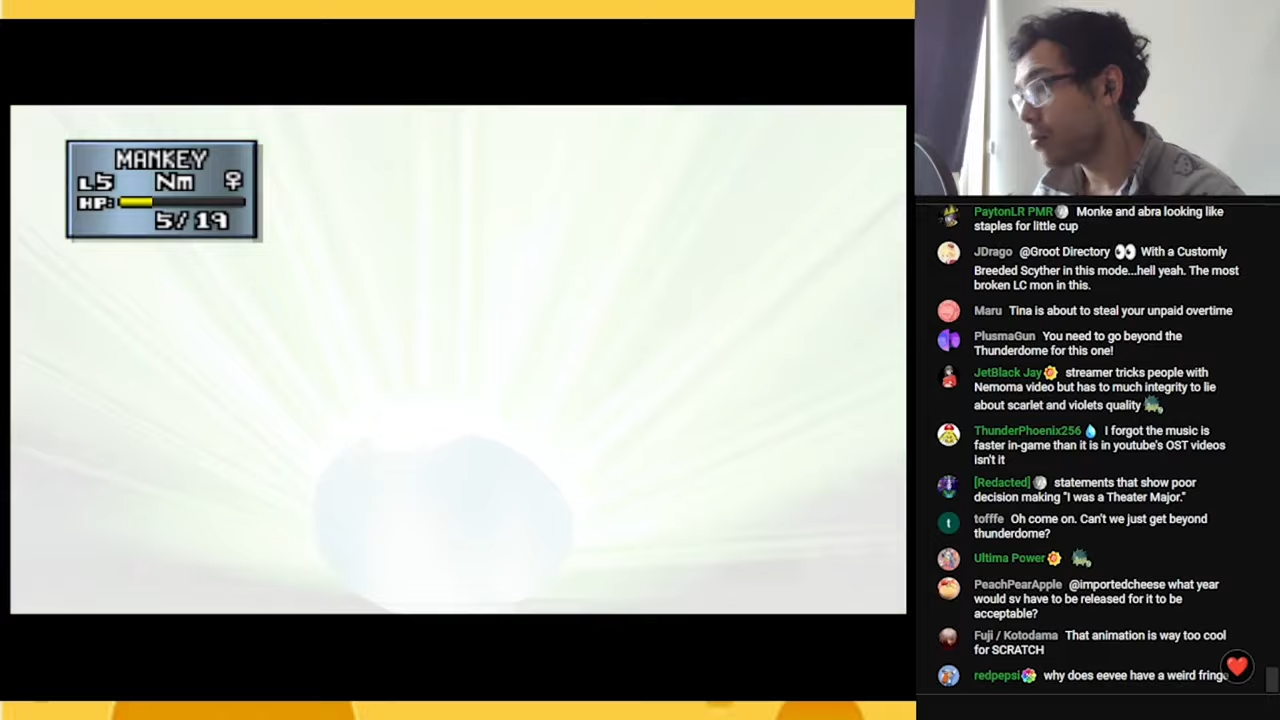 MANKEY
L5 Nm ♀
HP:
5/19
PaytonLR PMR Monke and abra looking like
staples for little cup
JDrago @Groot Directory 👀 With a Customly
Breeded Scyther in this mode...hell yeah. The most
broken LC mon in this.
Maru Tina is about to steal your unpaid overtime
PlusmaGun You need to go beyond the
Thunderdome for this one!
JetBlack Jay streamer tricks people with
Nemoma video but has to much integrity to lie
about scarlet and violets quality
ThunderPhoenix256 I forgot the music is
faster in-game than it is in youtube's OST videos
isn't it
[Redacted] statements that show poor
decision making "I was a Theater Major."
t tofffe Oh come on. Can't we just get beyond
thunderdome?
Ultima Power
PeachPearApple @importedcheese what year
would sv have to be released for it to be
acceptable?
Fuji / Kotodama That animation is way too cool
for SCRATCH
redpepsi why does eevee have a weird fringe